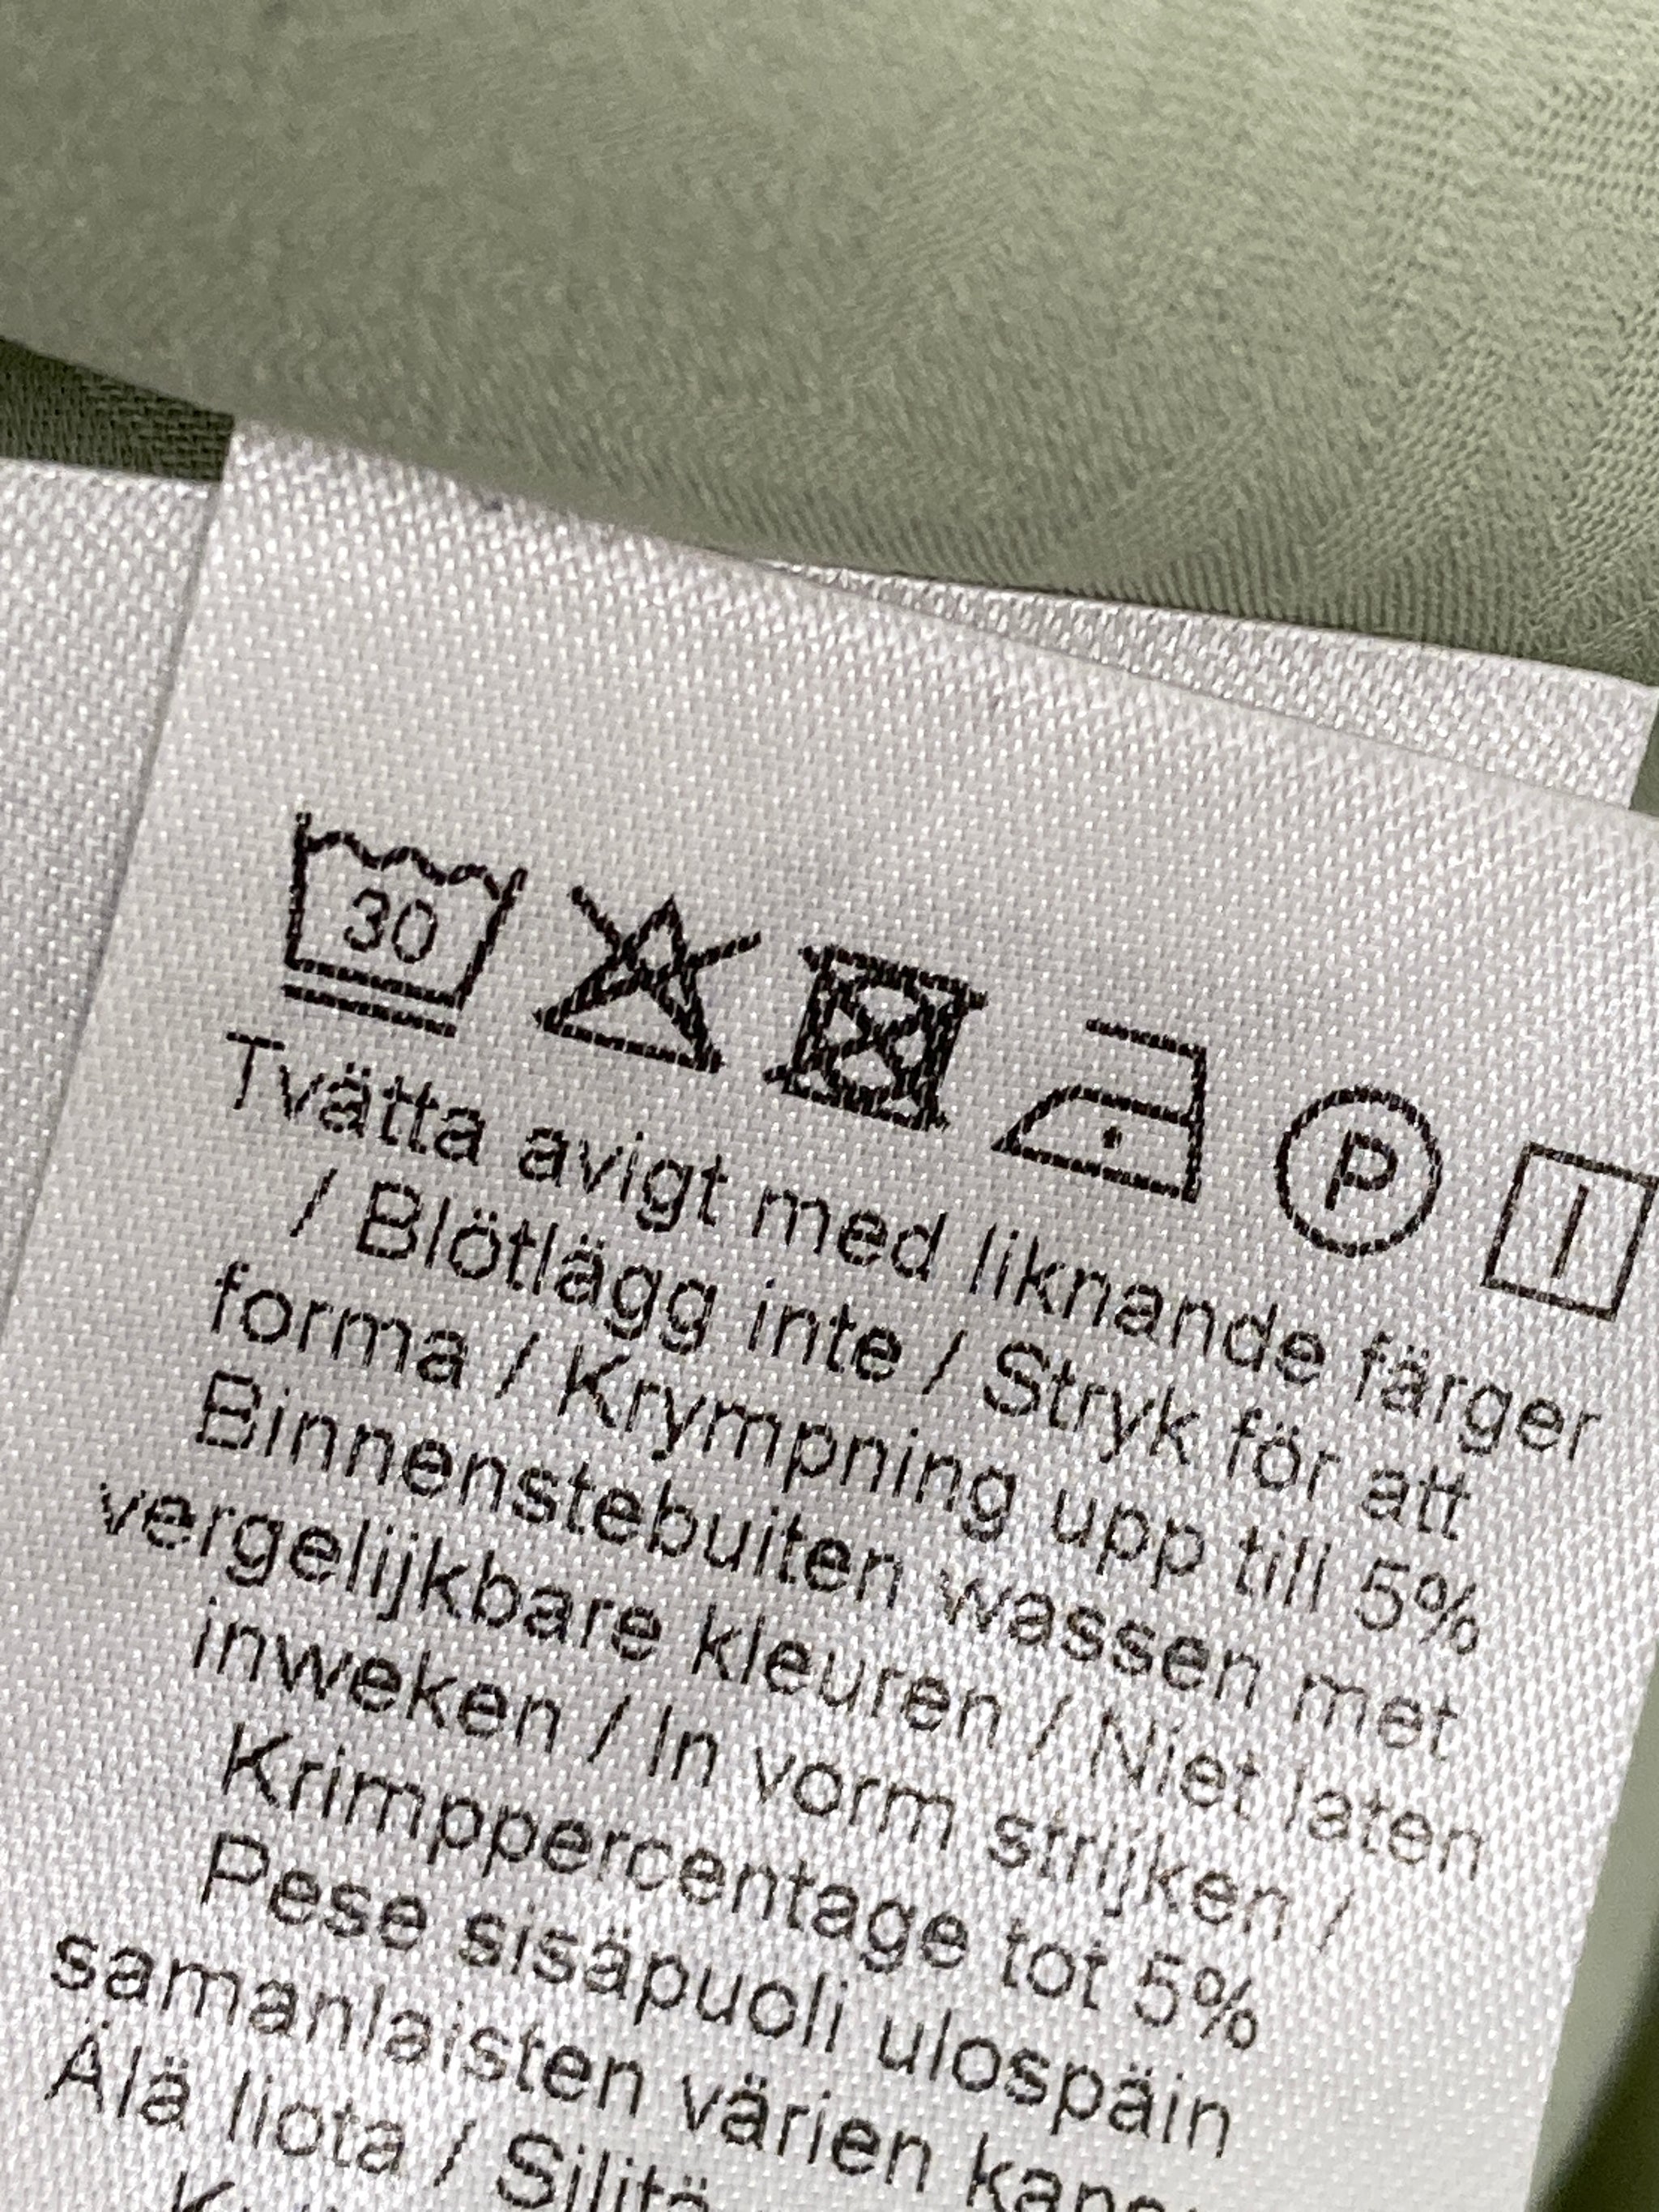 30
P
Tvätta avigt med liknande färger
/ Blötlägg inte / Stryk för att
forma / Krympning upp till 5%
Binnenstebuiten wassen met
vergelijkbare kleuren / Niet laten
inweken / In vorm strijken /
Krimppercentage tot 5%
Pese sisäpuoli ulospäin
samanlaisten värien
Älä liota / Silitä